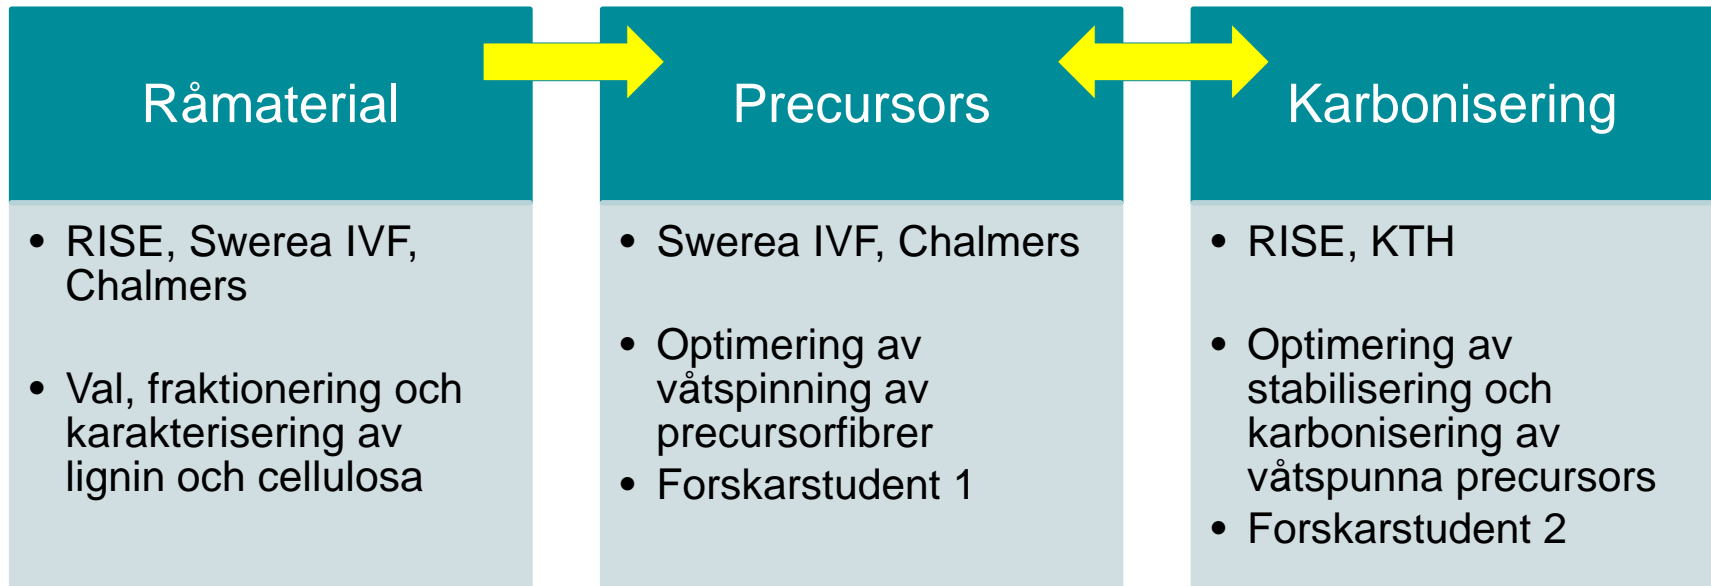 Råmaterial
• RISE, Swerea IVF,
Chalmers
• Val, fraktionering och
karakterisering av
lignin och cellulosa
Precursors
• Swerea IVF, Chalmers
• Optimering av
våtspinning av
precursorfibrer
• Forskarstudent 1
Karbonisering
• RISE, KTH
• Optimering av
stabilisering och
karbonisering av
våtspunna precursors
• Forskarstudent 2